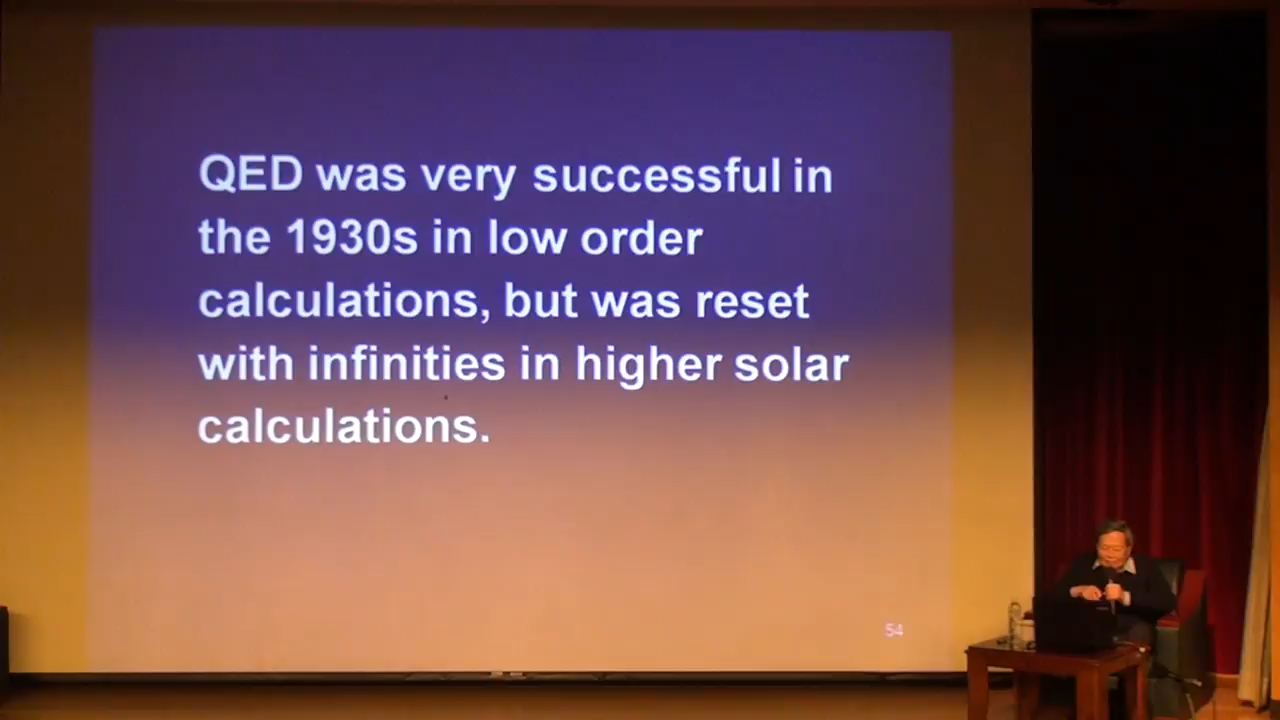 QED was very successful in
the 1930s in low order
calculations, but was reset
with infinities in higher solar
calculations.
54